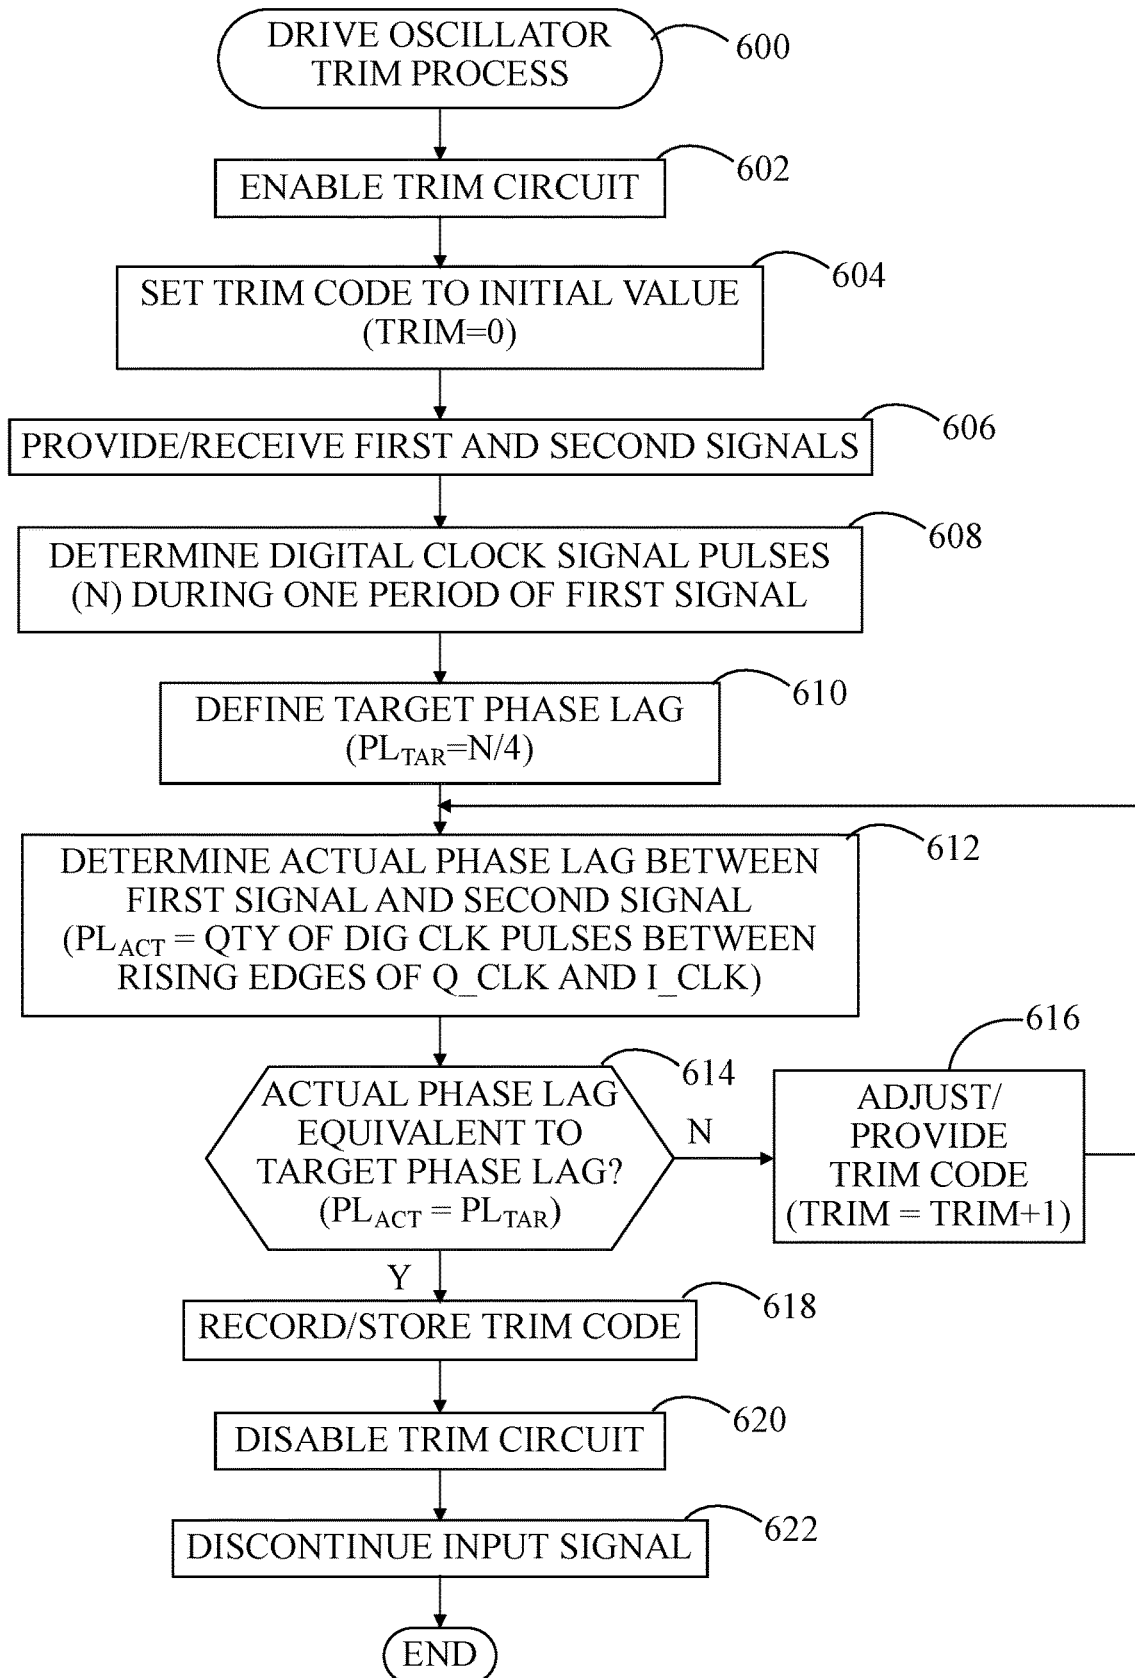 DRIVE OSCILLATOR
TRIM PROCESS
600
ENABLE TRIM CIRCUIT
602
SET TRIM CODE TO INITIAL VALUE
(TRIM=0)
604
PROVIDE/RECEIVE FIRST AND SECOND SIGNALS
606
DETERMINE DIGITAL CLOCK SIGNAL PULSES
(N) DURING ONE PERIOD OF FIRST SIGNAL
608
DEFINE TARGET PHASE LAG
(PL_TAR=N/4)
610
DETERMINE ACTUAL PHASE LAG BETWEEN
FIRST SIGNAL AND SECOND SIGNAL
(PL_ACT = QTY OF DIG CLK PULSES BETWEEN
RISING EDGES OF Q_CLK AND I_CLK)
612
ACTUAL PHASE LAG
EQUIVALENT TO
TARGET PHASE LAG?
(PL_ACT = PL_TAR)
614
N
ADJUST/
PROVIDE
TRIM CODE
(TRIM = TRIM+1)
616
Y
RECORD/STORE TRIM CODE
618
DISABLE TRIM CIRCUIT
620
DISCONTINUE INPUT SIGNAL
622
END